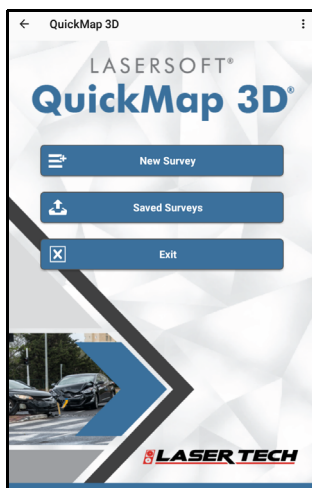 QuickMap 3D
LASERSOFT®
QuickMap 3D®
New Survey
Saved Surveys
Exit
LASER TECH